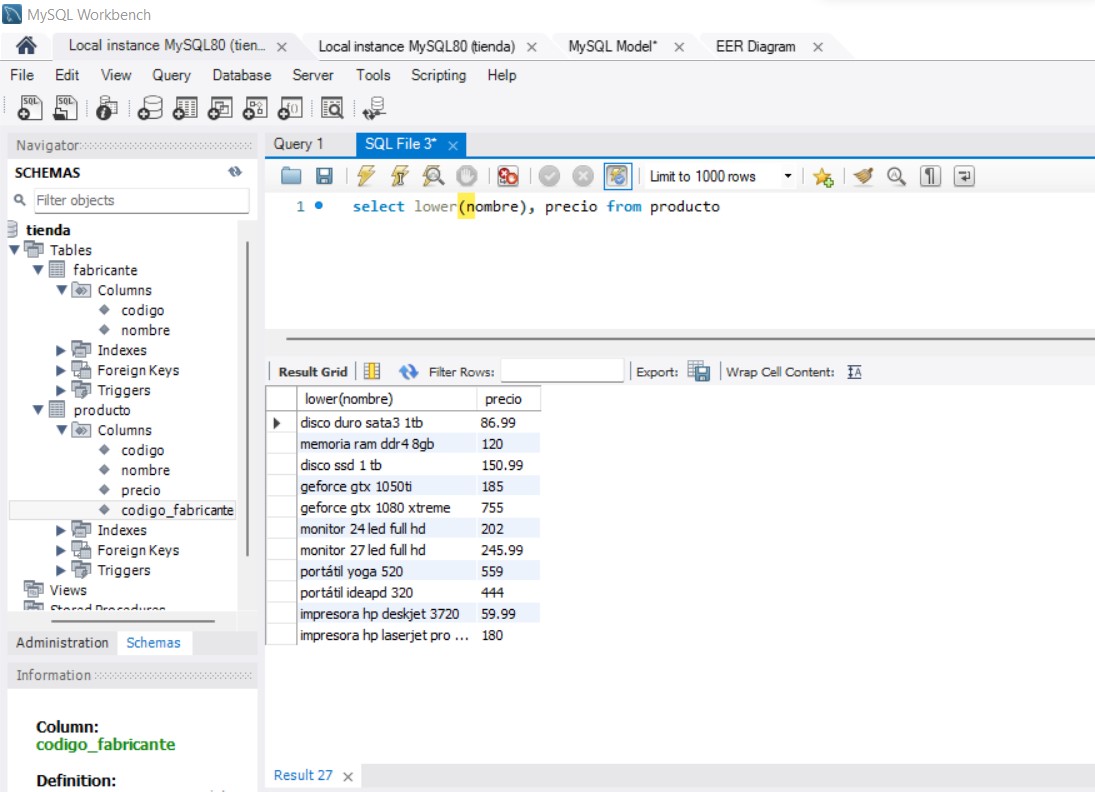 MySQL Workbench
Local instance MySQL80 (tien... × Local instance MySQL80 (tienda) × MySQL Model* × EER Diagram ×
File Edit View Query Database Server Tools Scripting Help
Navigator
Query 1 SQL File 3* ×
SCHEMAS
Limit to 1000 rows
Filter objects
1 select lower(nombre), precio from producto
tienda
Tables
fabricante
Columns
codigo
nombre
Indexes
Foreign Keys
Triggers
producto
Columns
codigo
nombre
precio
codigo_fabricante
Indexes
Foreign Keys
Triggers
Views
Stored Procedures
Administration Schemas
Information
Column:
codigo_fabricante
Definition:
Result Grid Filter Rows: Export: Wrap Cell Content:
lower(nombre) precio
disco duro sata3 1tb 86.99
memoria ram ddr4 8gb 120
disco ssd 1 tb 150.99
geforce gtx 1050ti 185
geforce gtx 1080 xtreme 755
monitor 24 led full hd 202
monitor 27 led full hd 245.99
portátil yoga 520 559
portátil ideapd 320 444
impresora hp deskjet 3720 59.99
impresora hp laserjet pro ... 180
Result 27 ×